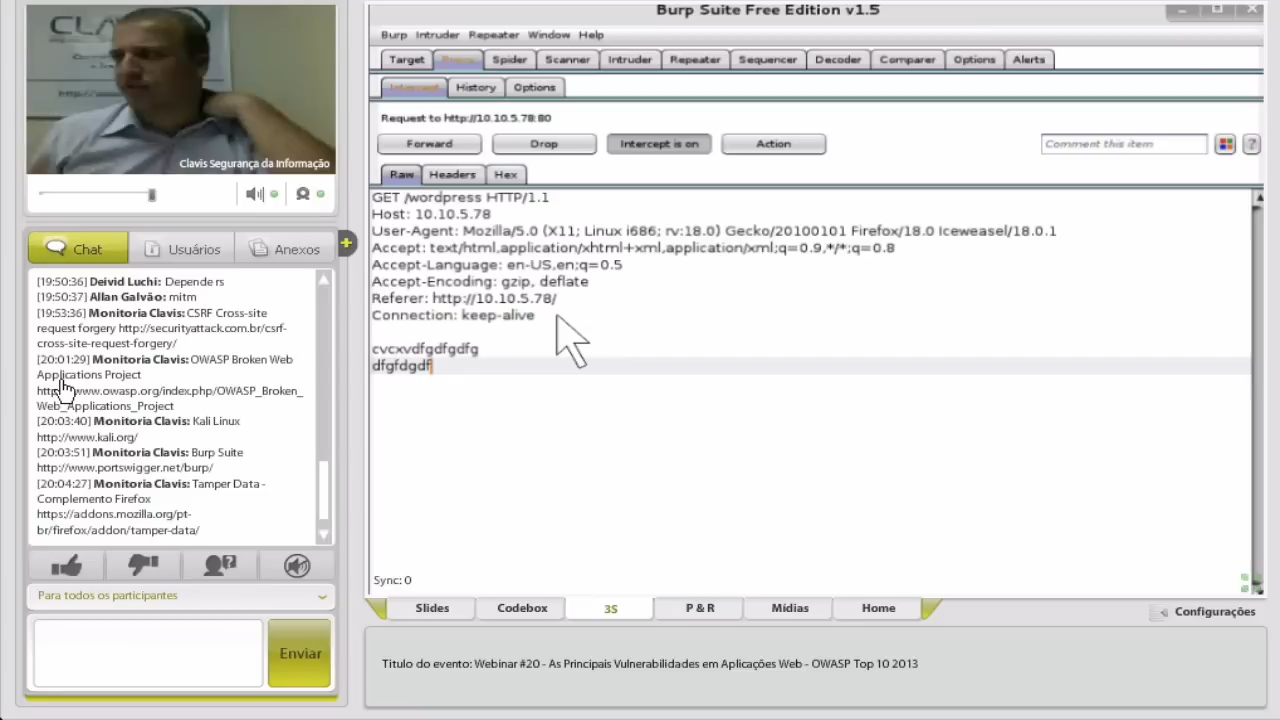 CLAV
http://www
Clavis Segurança da Informação
Chat
Usuários
Anexos
[19:50:36] Deivid Luchi: Depende rs
[19:50:37] Allan Galvão: mitm
[19:53:36] Monitoria Clavis: CSRF Cross-site
request forgery http://securityattack.com.br/csrf-
cross-site-request-forgery/
[20:01:29] Monitoria Clavis: OWASP Broken Web
Applications Project
www.owasp.org/index.php/OWASP_Broken_
Web_Applications_Project
[20:03:40] Monitoria Clavis: Kali Linux
http://www.kali.org/
[20:03:51] Monitoria Clavis: Burp Suite
http://www.portswigger.net/burp/
[20:04:27] Monitoria Clavis: Tamper Data -
Complemento Firefox
https://addons.mozilla.org/pt-
br/firefox/addon/tamper-data/
Para todos os participantes
Enviar
Burp Suite Free Edition v1.5
Burp Intruder Repeater Window Help
Target Proxy Spider Scanner Intruder Repeater Sequencer Decoder Comparer Options Alerts
Intercept History Options
Request to http://10.10.5.78:80
Forward Drop Intercept is on Action Comment this item ?
Raw Headers Hex
GET /wordpress HTTP/1.1
Host: 10.10.5.78
User-Agent: Mozilla/5.0 (X11; Linux i686; rv:18.0) Gecko/20100101 Firefox/18.0 Iceweasel/18.0.1
Accept: text/html,application/xhtml+xml,application/xml;q=0.9,*/*;q=0.8
Accept-Language: en-US,en;q=0.5
Accept-Encoding: gzip, deflate
Referer: http://10.10.5.78/
Connection: keep-alive
cvcxvdfgdfgdfg
dfgfdgdf
Sync: 0
Slides Codebox 3S P & R Mídias Home
Configurações
Titulo do evento: Webinar #20 - As Principais Vulnerabilidades em Aplicações Web - OWASP Top 10 2013